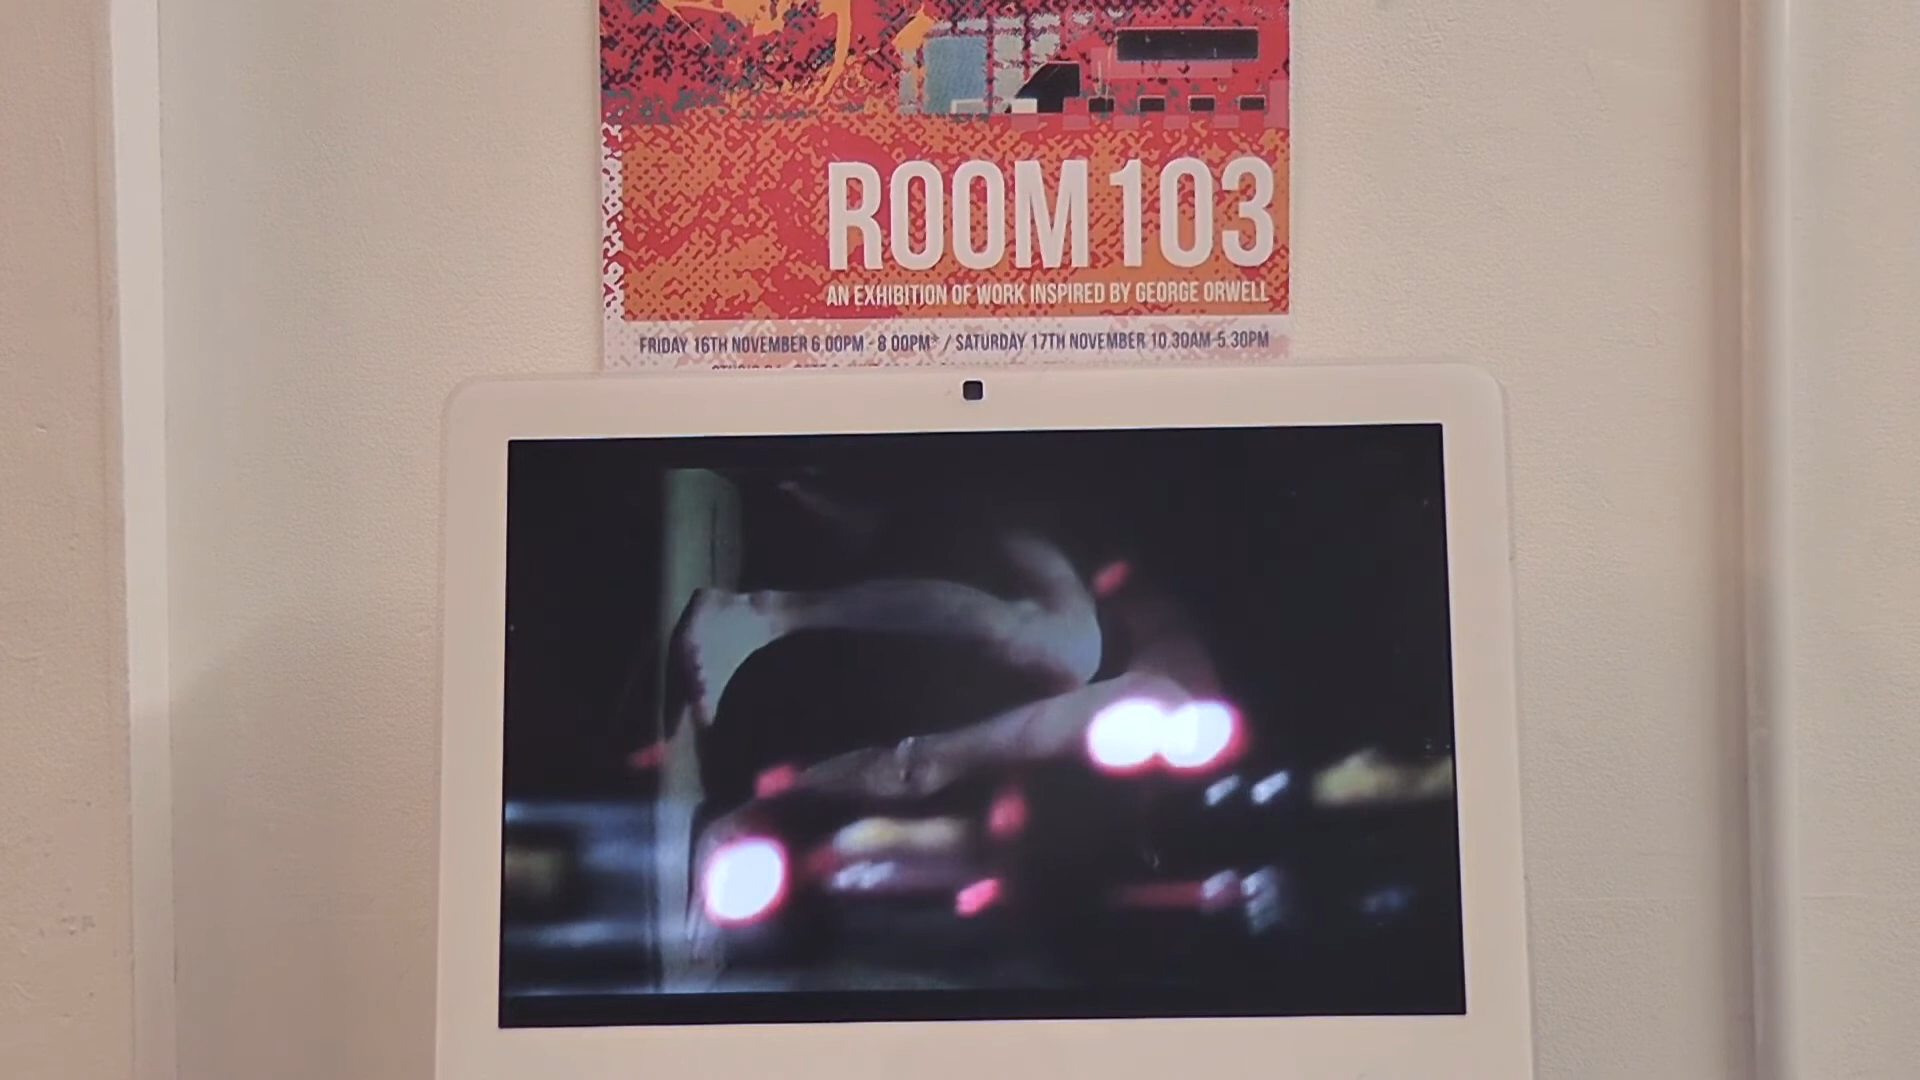 ROOM 103
AN EXHIBITION OF WORK INSPIRED BY GEORGE ORWELL
FRIDAY 16TH NOVEMBER 6.00PM - 8.00PM* / SATURDAY 17TH NOVEMBER 10.30AM-5.30PM